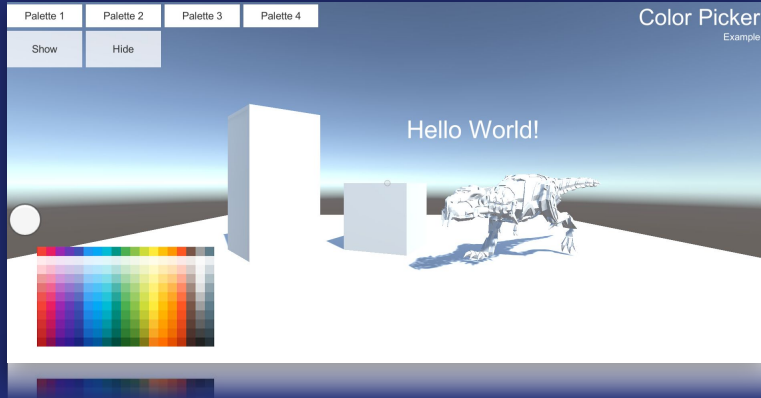 Palette 1
Palette 2
Palette 3
Palette 4
Color Picker
Example
Show
Hide
Hello World!